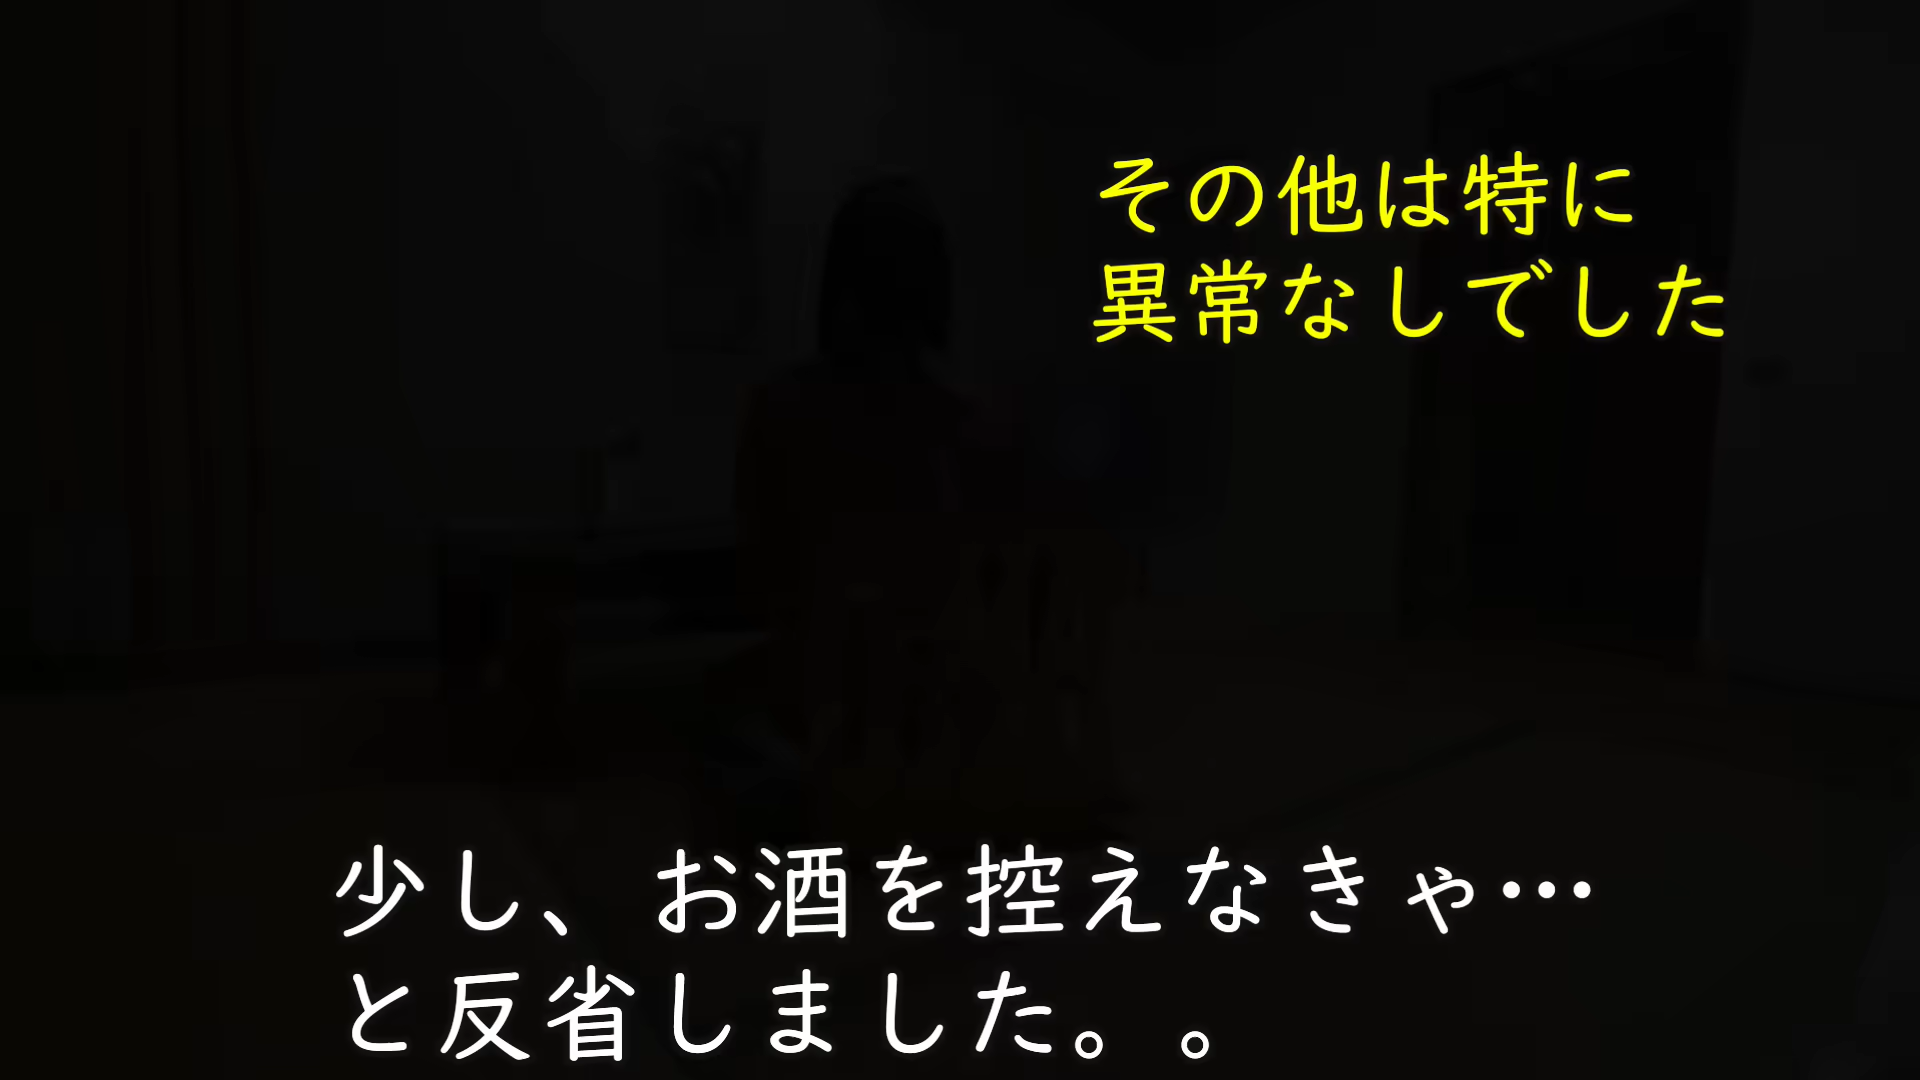 その他は特に
異常なしでした
少し、お酒を控えなきゃ…
と反省しました。。